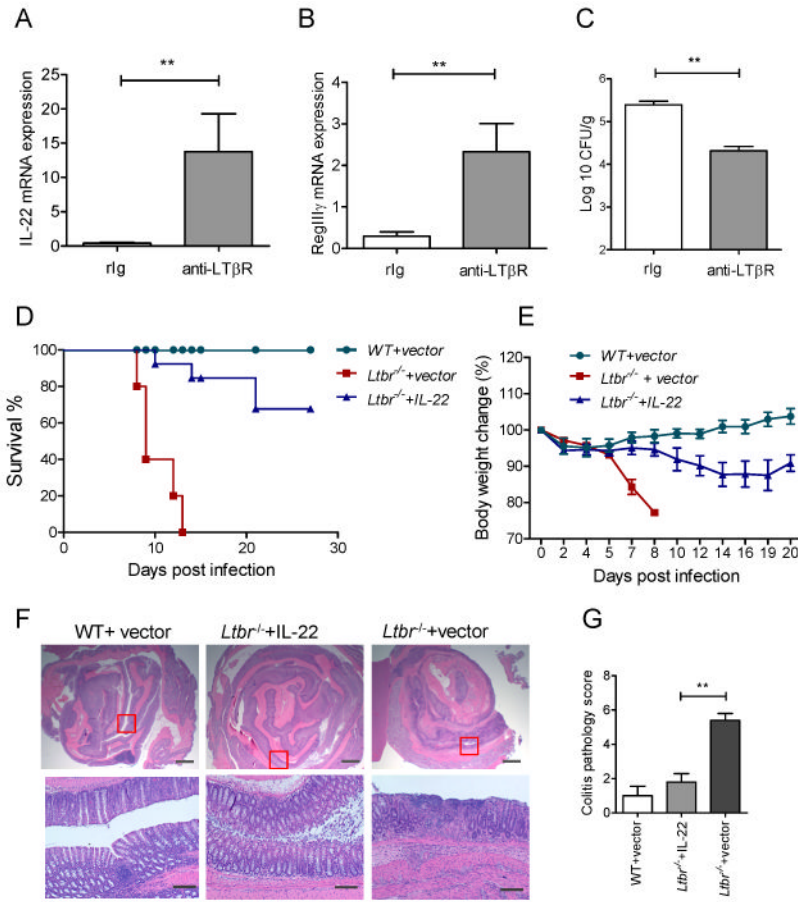 A
IL-22 mRNA expression
25
20
15
10
5
0
**
rIg
anti-LTβR
B
RegIIIγ mRNA expression
4
3
2
1
0
**
rIg
anti-LTβR
C
Log 10 CFU/g
6
5
4
3
2
**
rIg
anti-LTβR
D
Survival %
100
80
60
40
20
0
0
10
20
30
Days post infection
WT+vector
Ltbr-/-+vector
Ltbr-/-+IL-22
E
Body weight change (%)
120
110
100
90
80
70
0 2 4 5 7 8 10 12 14 16 19 20
Days post infection
WT+vector
Ltbr-/- + vector
Ltbr-/-+IL-22
F
WT+ vector
Ltbr-/-+IL-22
Ltbr-/-+vector
G
Colitis pathology score
8
6
4
2
0
**
WT+vector
Ltbr-/-+IL-22
Ltbr-/-+vector